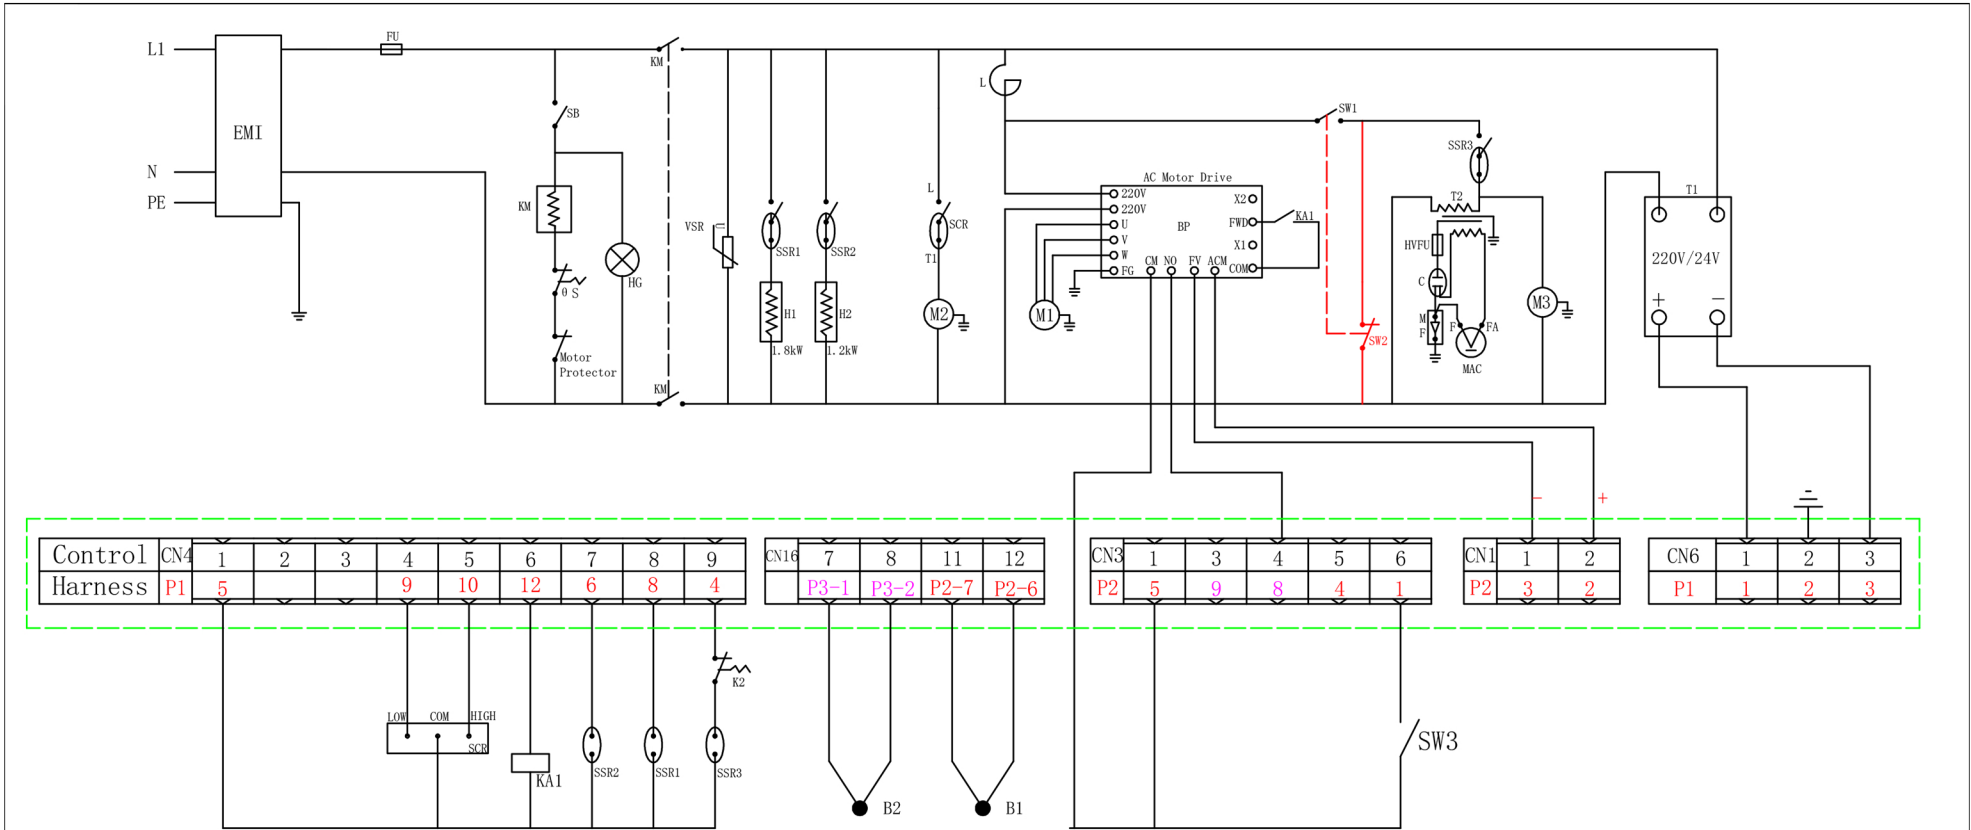 L1
FU
KM
EMI
SB
L
SW1
N
PE
KM
HG
θ S
Motor
Protector
KM
VSR
U
SSR1
H1
1.8kW
SSR2
H2
1.2kW
L
SCR
T1
M2
M1
AC Motor Drive
220V
220V
U
V
W
FG
BP
X2
FWD
X1
COM
CM
NO
FV
ACM
KA1
SW2
SSR3
T2
HVFU
C
M
F
F
FA
MAC
M3
T1
220V/24V
+
−
−
+
Control CN4 1 2 3 4 5 6 7 8 9
Harness P1 5 9 10 12 6 8 4
CN16 7 8 11 12
P3-1 P3-2 P2-7 P2-6
CN3 1 3 4 5 6
P2 5 9 8 4 1
CN1 1 2
P2 3 2
CN6 1 2 3
P1 1 2 3
LOW COM HIGH
SCR
KA1
SSR2
SSR1
K2
SSR3
B2
B1
SW3